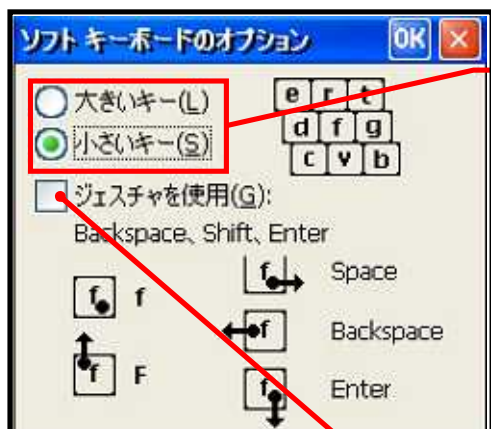 ソフト キーボードのオプション OK
大きいキー(L)
小さいキー(S)
e r t
d f g
c v b
ジェスチャを使用(G):
Backspace、Shift、Enter
f f
f Space
f F
f Backspace
f Enter